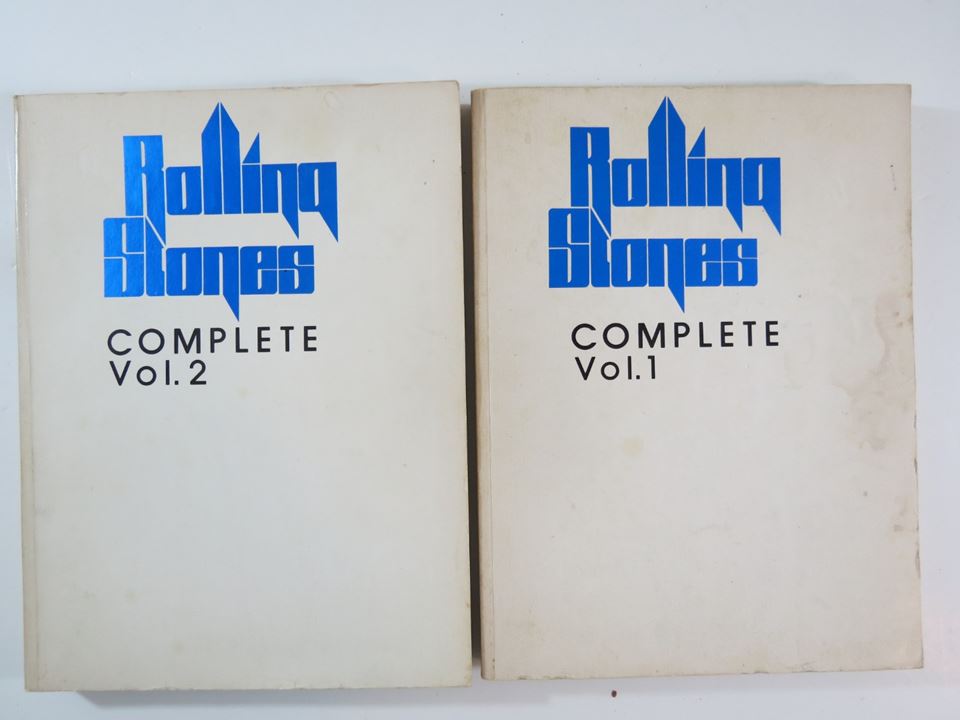 Rolling
Stones
COMPLETE
Vol.2
Rolling
Stones
COMPLETE
Vol.1